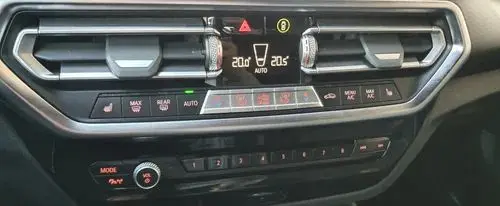 20.0 20.5
AUTO
MAX REAR AUTO MENU A/C MAX A/C
MODE VOL
1 2 3 4 5 6 7 8